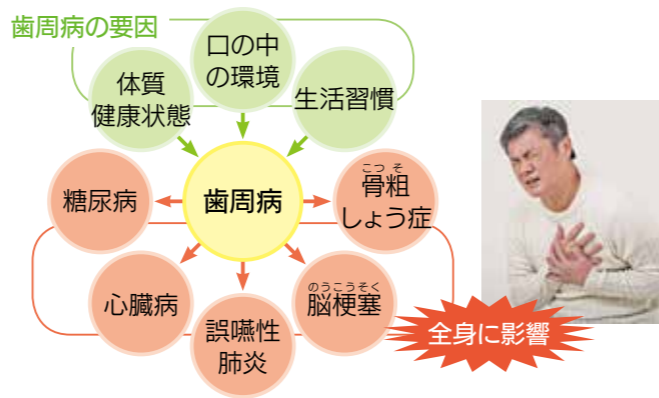 歯周病の要因
体質
健康状態
口の中
の環境
生活習慣
糖尿病
歯周病
こつ そ
骨粗
しょう症
心臓病
誤嚥性
肺炎
のうこうそく
脳梗塞
全身に影響